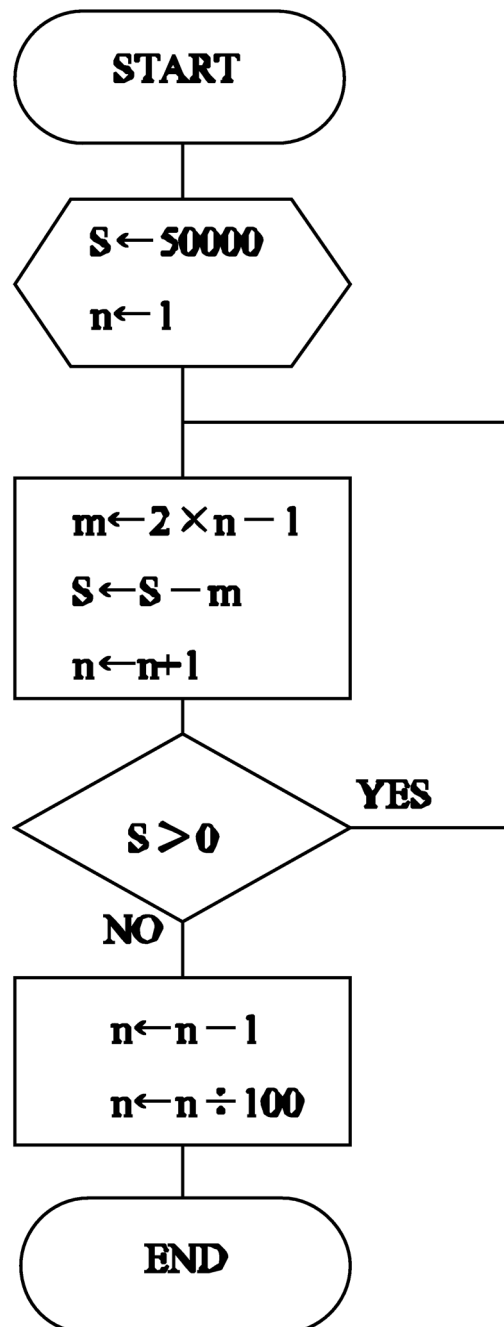 START
S←50000
n←1
m←2×n－1
S←S－m
n←n+1
S＞0
YES
NO
n←n－1
n←n÷100
END